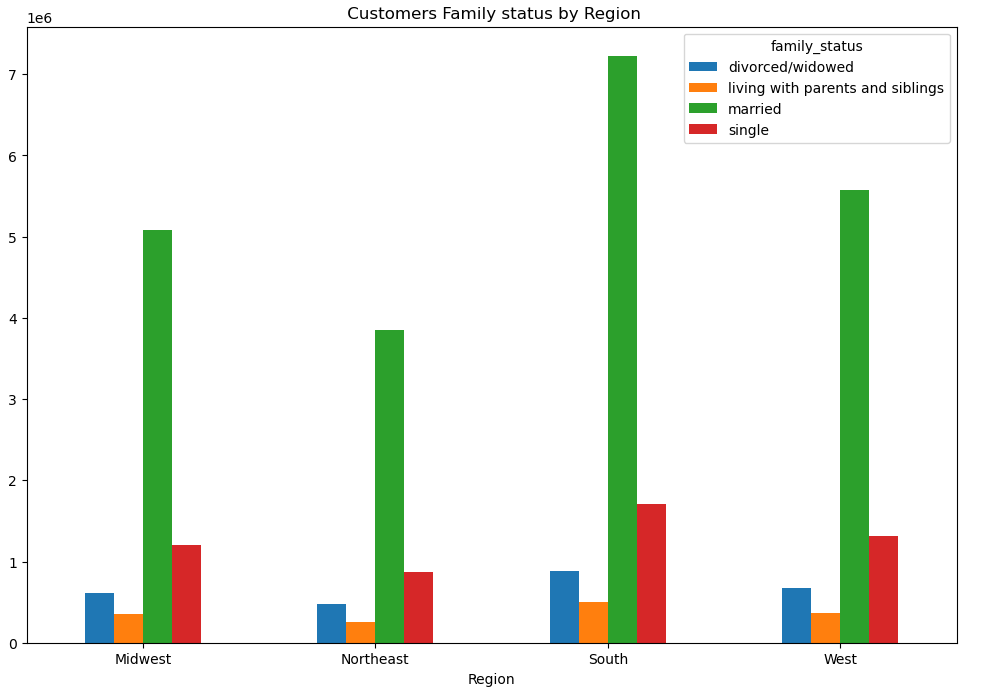 Customers Family status by Region
1e6
family_status
divorced/widowed
living with parents and siblings
married
single
7
6
5
4
3
2
1
0
Midwest Northeast South West
Region